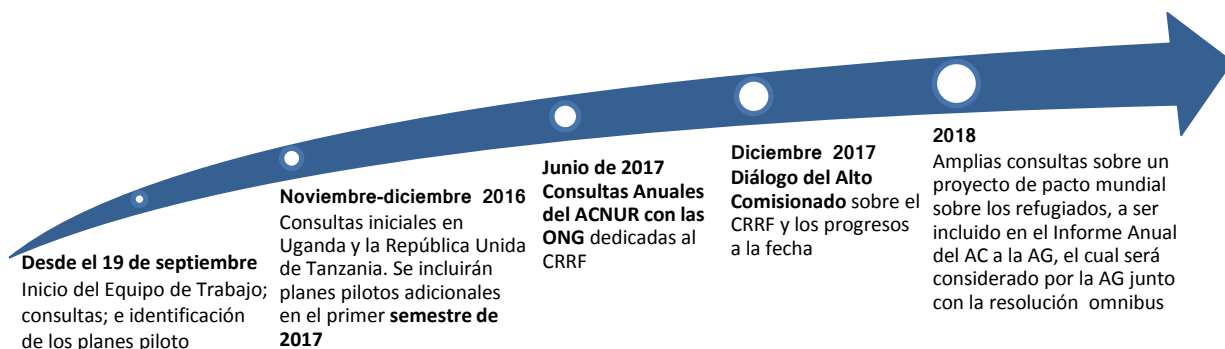 Desde el 19 de septiembre
Inicio del Equipo de Trabajo;
consultas; e identificación
de los planes piloto
Noviembre-diciembre 2016
Consultas iniciales en
Uganda y la República Unida
de Tanzania. Se incluirán
planes pilotos adicionales
en el primer semestre de
2017
Junio de 2017
Consultas Anuales
del ACNUR con las
ONG dedicadas al
CRRF
Diciembre 2017
Diálogo del Alto
Comisionado sobre el
CRRF y los progresos
a la fecha
2018
Amplias consultas sobre un
proyecto de pacto mundial
sobre los refugiados, a ser
incluido en el Informe Anual
del AC a la AG, el cual será
considerado por la AG junto
con la resolución omnibus